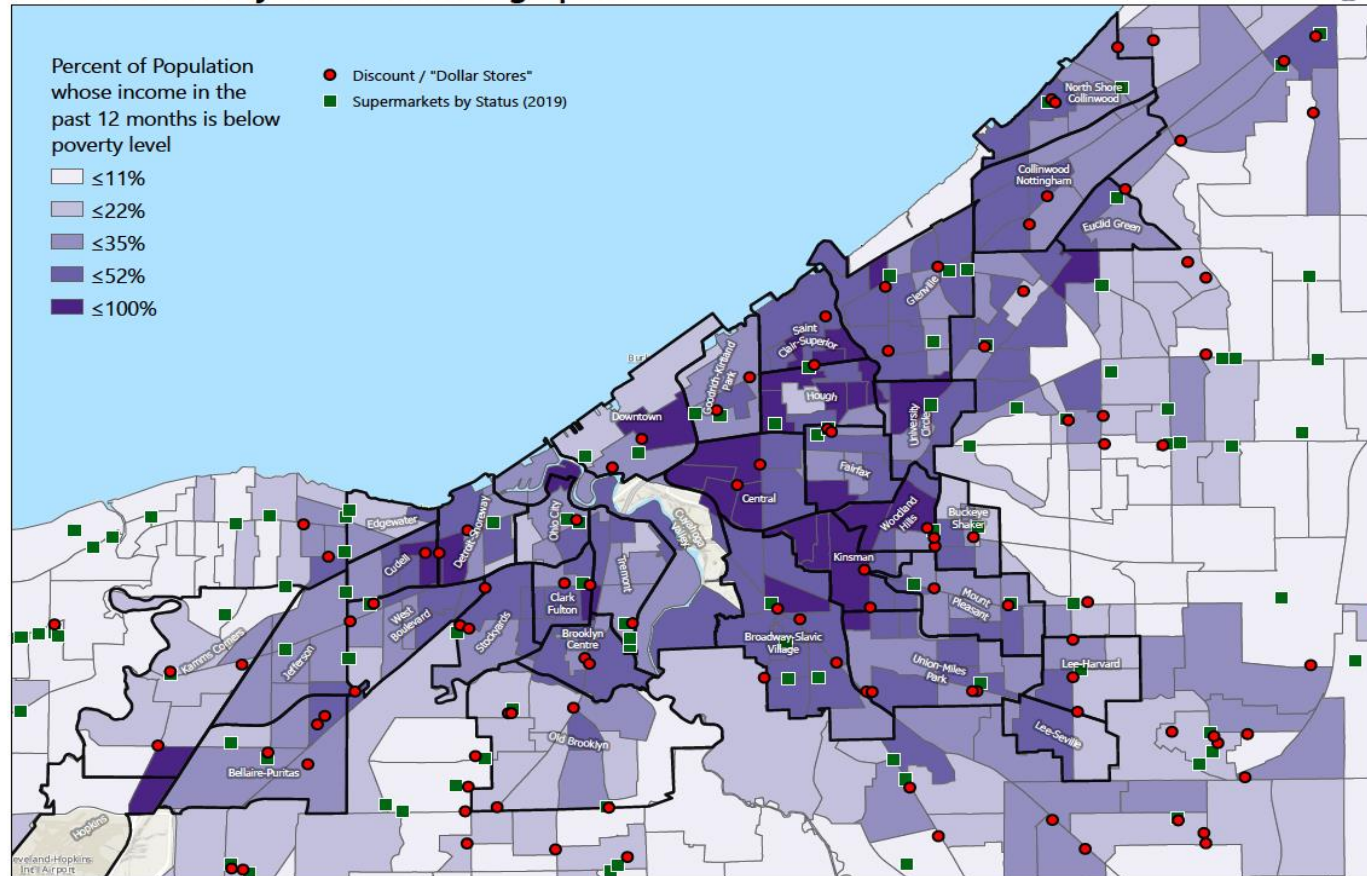 Percent of Population
whose income in the
past 12 months is below
poverty level
≤11%
≤22%
≤35%
≤52%
≤100%
Discount / "Dollar Stores"
Supermarkets by Status (2019)
North Shore
Collinwood
Collinwood
Nottingham
Euclid Green
Glenville
Saint
Clair-Superior
Goodrich-Kirtland
Park
Hough
Downtown
University
Circle
Fairfax
Central
Cuyahoga
Valley
Woodland
Hills
Buckeye
Shaker
Kinsman
Mount
Pleasant
Edgewater
Detroit-Shoreway
Ohio City
Cudell
Tremont
Clark
Fulton
West
Boulevard
Stockyards
Brooklyn
Centre
Broadway-Slavic
Village
Union-Miles
Park
Lee-Harvard
Lee-Seville
Kamms Corners
Jefferson
Old Brooklyn
Bellaire-Puritas
Hopkins
eveland-Hopkins
Int'l Airport